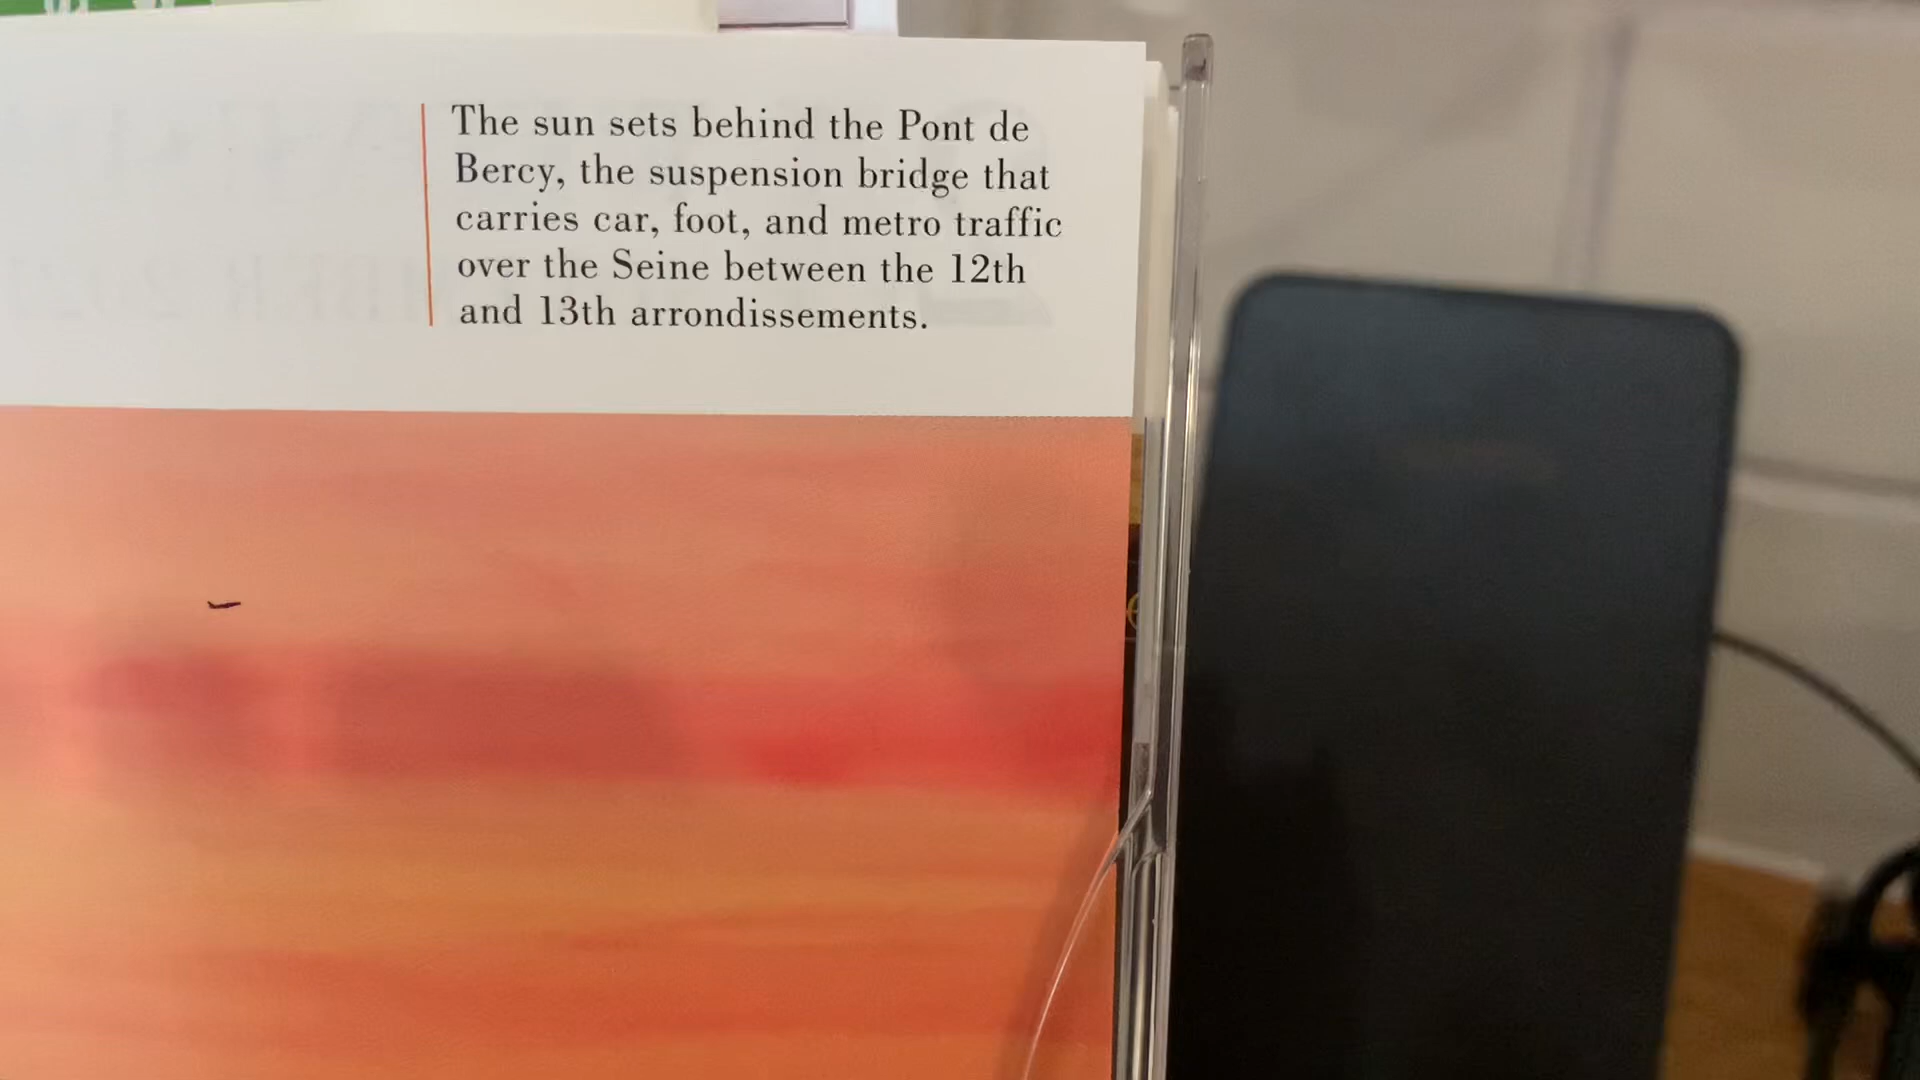 The sun sets behind the Pont de
Bercy, the suspension bridge that
carries car, foot, and metro traffic
over the Seine between the 12th
and 13th arrondissements.